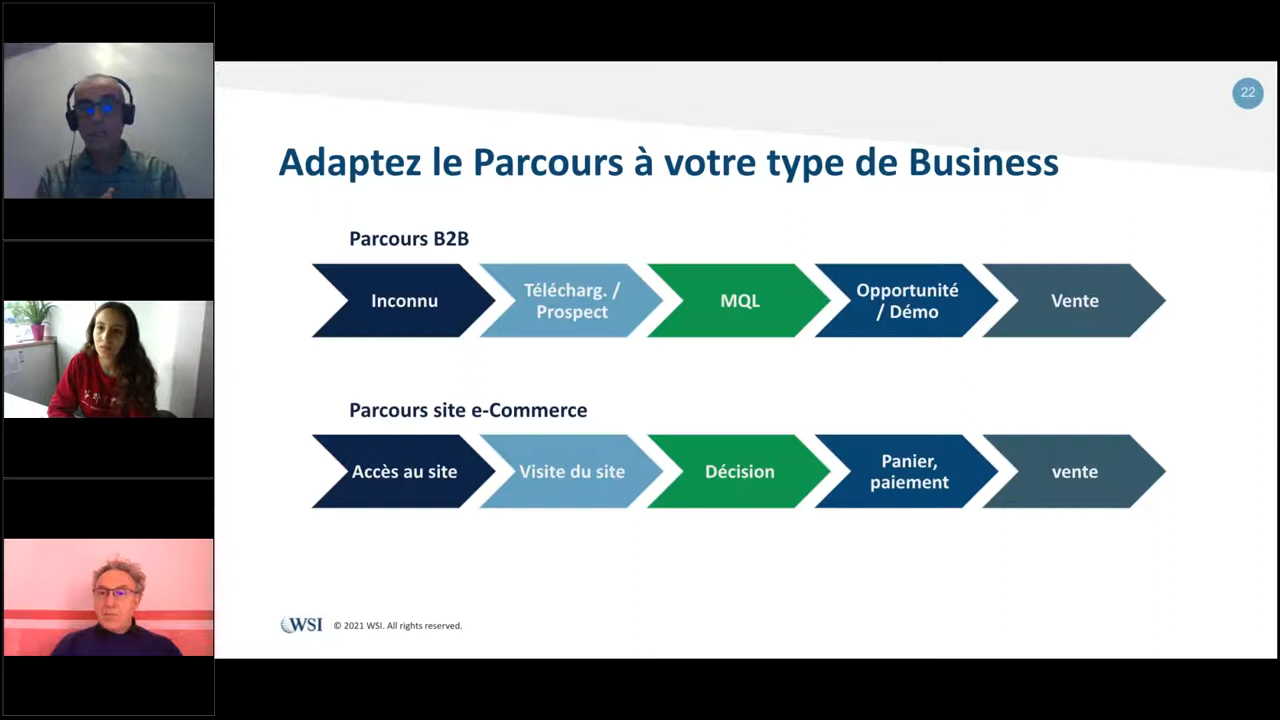 22
Adaptez le Parcours à votre type de Business
Parcours B2B
Inconnu
Télécharg. /
Prospect
MQL
Opportunité
/ Démo
Vente
Parcours site e-Commerce
Accès au site
Visite du site
Décision
Panier,
paiement
vente
WSI © 2021 WSI. All rights reserved.